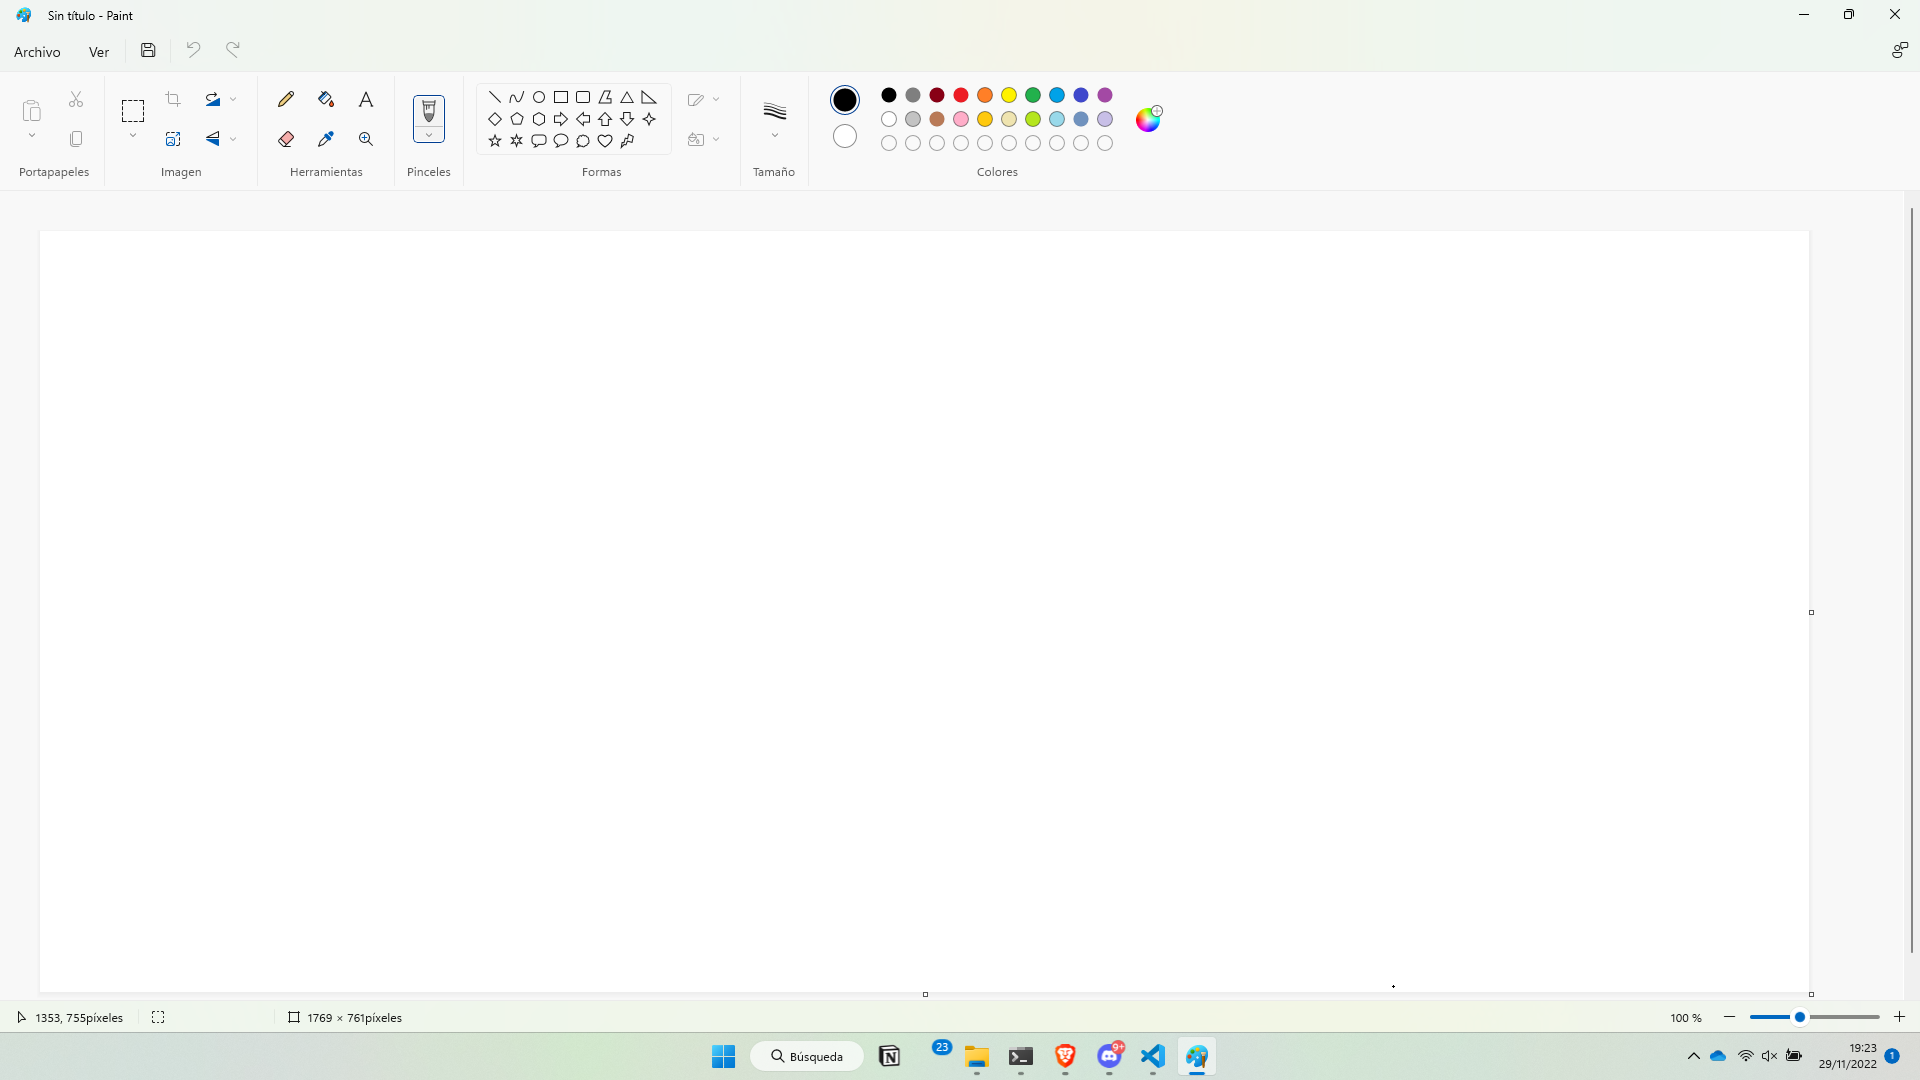 Sin título - Paint
Archivo
Ver
Portapapeles
Imagen
Herramientas
Pinceles
Formas
Tamaño
Colores
1353, 755píxeles
1769 × 761píxeles
100 %
Búsqueda
23
9+
19:23
29/11/2022
1